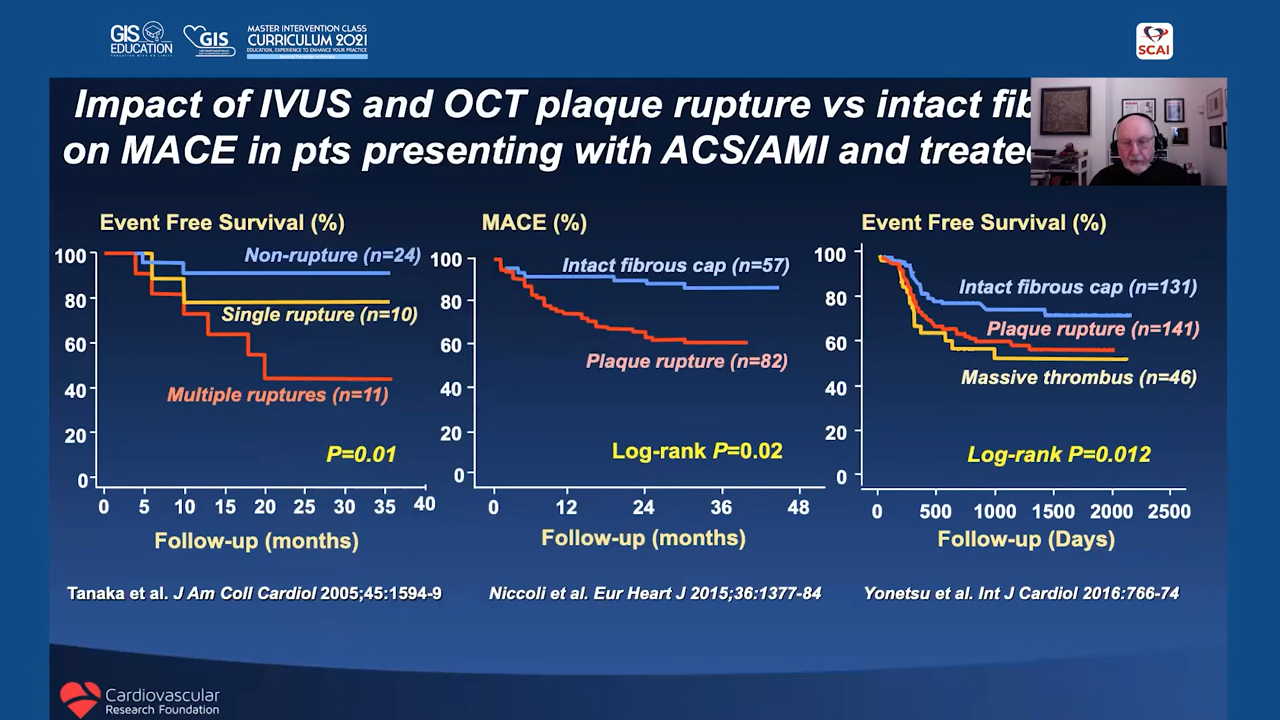 GIS
EDUCATION
EDUCATION WITH NO LIMITS
GIS
MASTER INTERVENTION CLASS
CURRICULUM 2021
EDUCATION, EXPERIENCE TO ENHANCE YOUR PRACTICE
SCAI
Impact of IVUS and OCT plaque rupture vs intact fib
on MACE in pts presenting with ACS/AMI and treated
Event Free Survival (%)
100
80
60
40
20
0
Non-rupture (n=24)
Single rupture (n=10)
Multiple ruptures (n=11)
P=0.01
0 5 10 15 20 25 30 35 40
Follow-up (months)
Tanaka et al. J Am Coll Cardiol 2005;45:1594-9
MACE (%)
100
80
60
40
20
0
Intact fibrous cap (n=57)
Plaque rupture (n=82)
Log-rank P=0.02
0 12 24 36 48
Follow-up (months)
Niccoli et al. Eur Heart J 2015;36:1377-84
Event Free Survival (%)
100
80
60
40
20
0
Intact fibrous cap (n=131)
Plaque rupture (n=141)
Massive thrombus (n=46)
Log-rank P=0.012
0 500 1000 1500 2000 2500
Follow-up (Days)
Yonetsu et al. Int J Cardiol 2016:766-74
Cardiovascular
Research Foundation